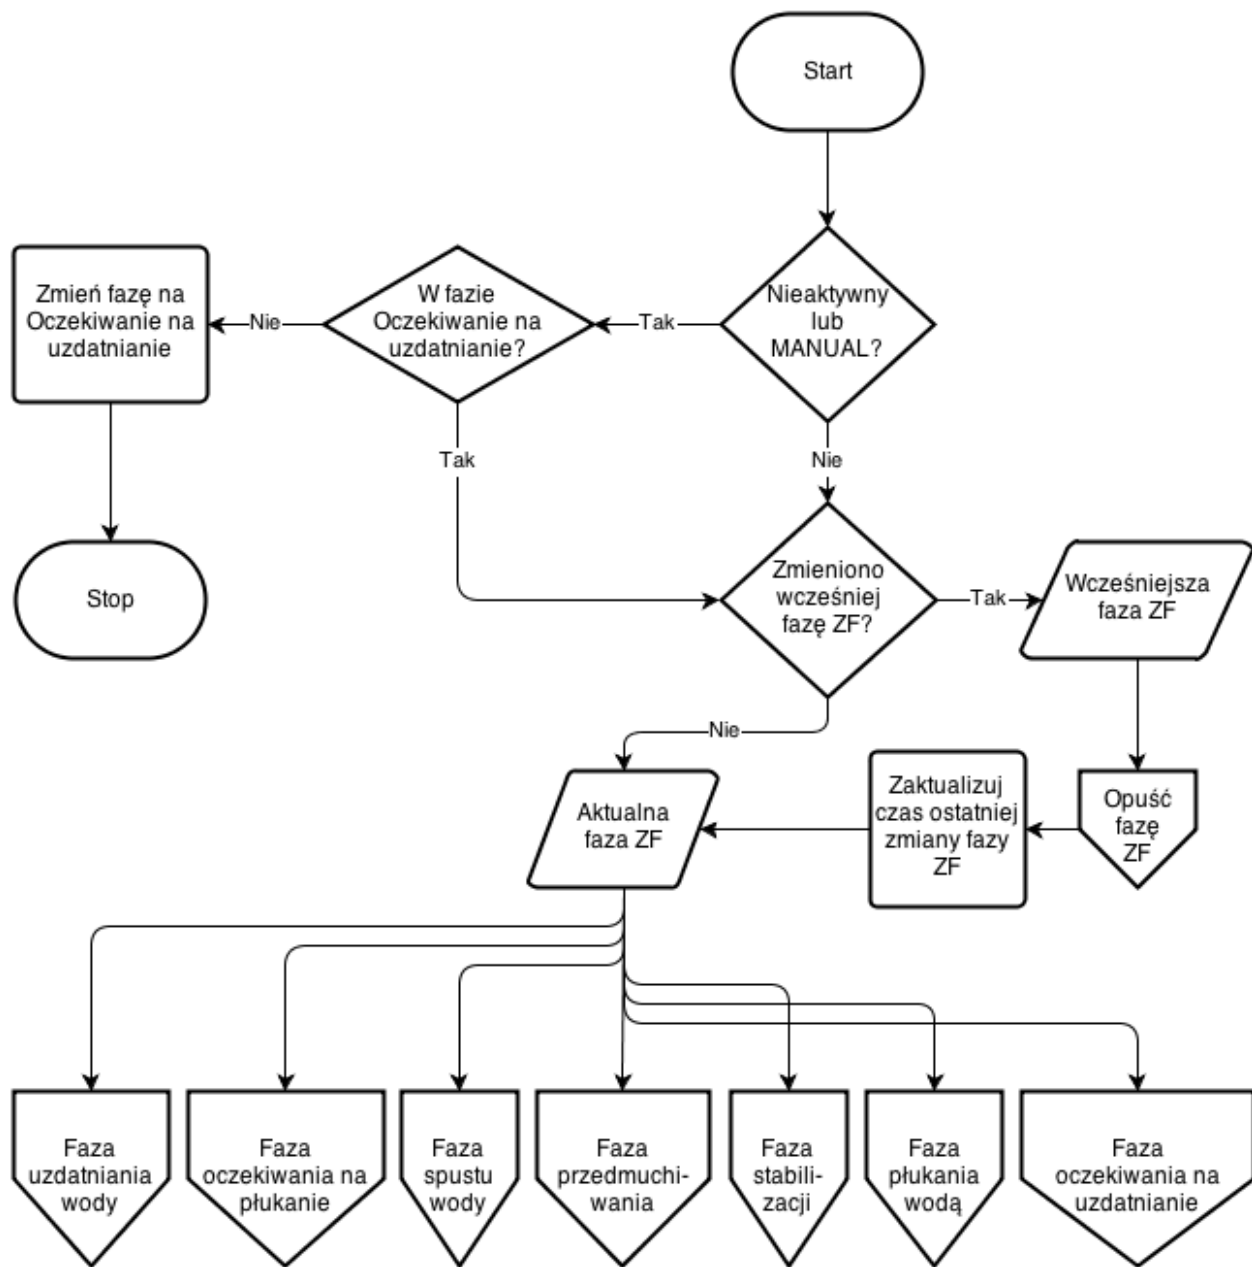 Start
Nieaktywny
lub
MANUAL?
Tak
W fazie
Oczekiwanie na
uzdatnianie?
Nie
Zmień fazę na
Oczekiwanie na
uzdatnianie
Stop
Tak
Nie
Zmieniono
wcześniej
fazę ZF?
Tak
Wcześniejsza
faza ZF
Opuść
fazę
ZF
Zaktualizuj
czas ostatniej
zmiany fazy
ZF
Nie
Aktualna
faza ZF
Faza
uzdatniania
wody
Faza
oczekiwania na
płukanie
Faza
spustu
wody
Faza
przedmuchi-
wania
Faza
stabili-
zacji
Faza
płukania
wodą
Faza
oczekiwania na
uzdatnianie